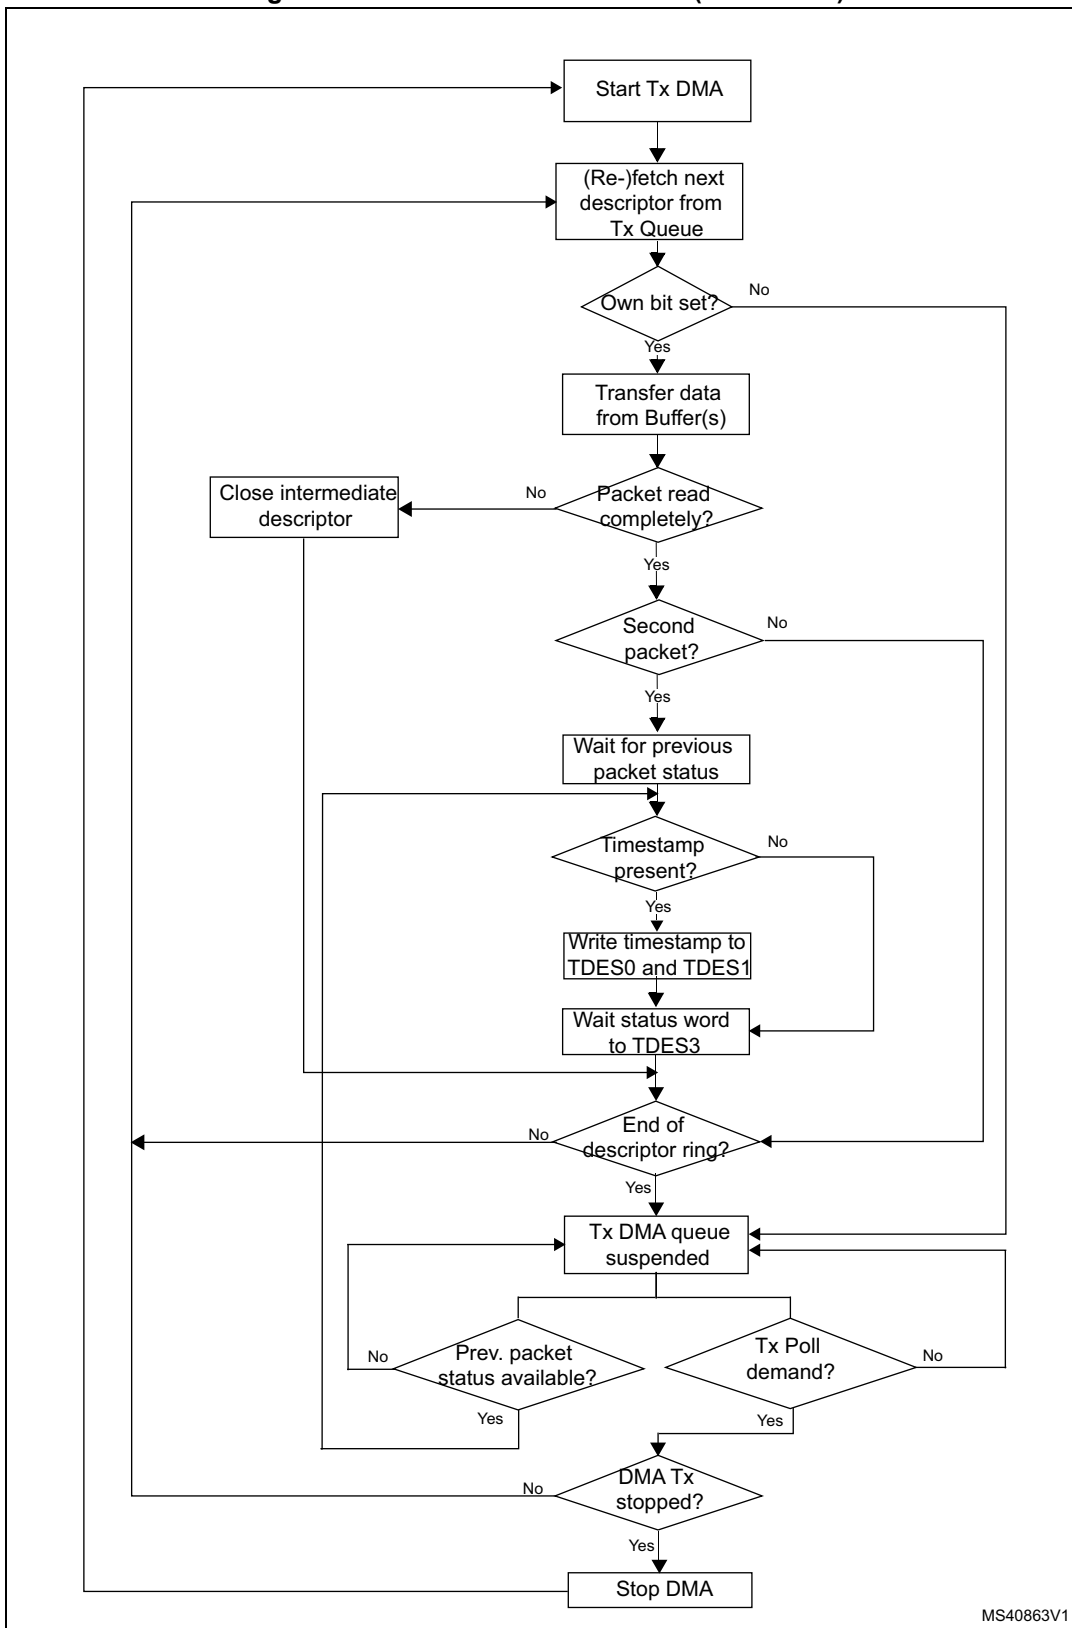 Start Tx DMA
(Re-)fetch next
descriptor from
Tx Queue
Own bit set?
No
Yes
Transfer data
from Buffer(s)
Packet read
completely?
No
Close intermediate
descriptor
Yes
Second
packet?
No
Yes
Wait for previous
packet status
Timestamp
present?
No
Yes
Write timestamp to
TDES0 and TDES1
Wait status word
to TDES3
End of
descriptor ring?
No
Yes
Tx DMA queue
suspended
Prev. packet
status available?
No
Yes
Tx Poll
demand?
No
Yes
DMA Tx
stopped?
No
Yes
Stop DMA
MS40863V1